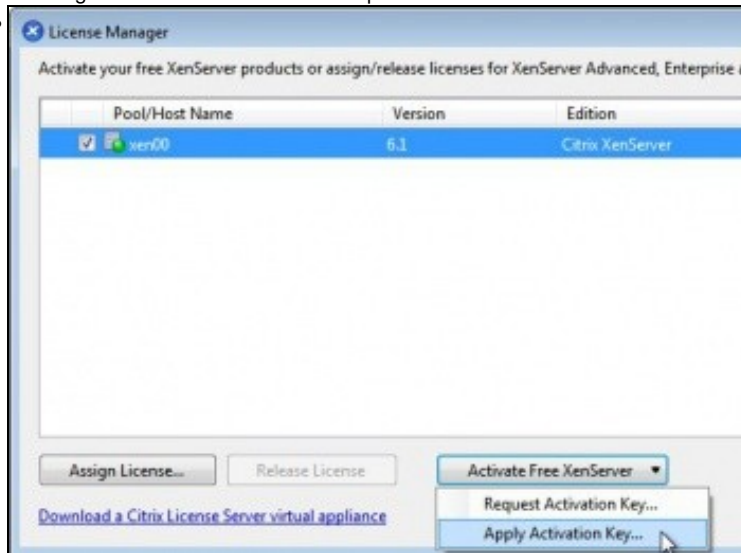 License Manager
Activate your free XenServer products or assign/release licenses for XenServer Advanced, Enterprise
Pool/Host Name Version Edition
xen00 6.1 Citrix XenServer
Assign License... Release License Activate Free XenServer
Request Activation Key...
Download a Citrix License Server virtual appliance
Apply Activation Key...